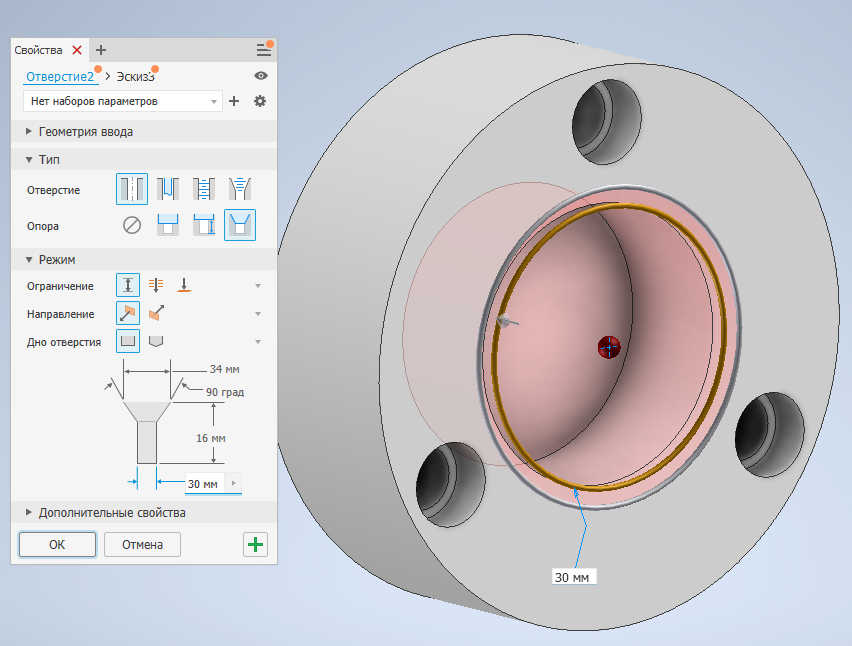 Свойства
Отверстие2 > Эскиз3
Нет наборов параметров
Геометрия ввода
Тип
Отверстие
Опора
Режим
Ограничение
Направление
Дно отверстия
34 мм
90 град
16 мм
30 мм
Дополнительные свойства
ОК Отмена
30 мм